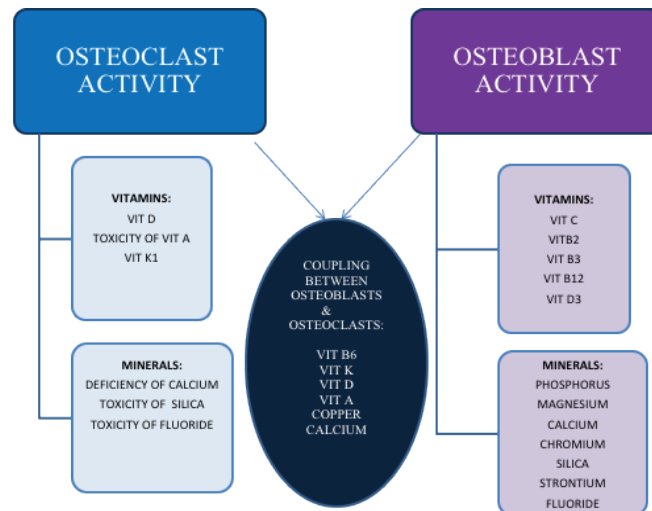 OSTEOCLAST
ACTIVITY
OSTEOBLAST
ACTIVITY
VITAMINS:
VIT D
TOXICITY OF VIT A
VIT K1
MINERALS:
DEFICIENCY OF CALCIUM
TOXICITY OF SILICA
TOXICITY OF FLUORIDE
COUPLING
BETWEEN
OSTEOBLASTS
&
OSTEOCLASTS:
VIT B6
VIT K
VIT D
VIT A
COPPER
CALCIUM
VITAMINS:
VIT C
VITB2
VIT B3
VIT B12
VIT D3
MINERALS:
PHOSPHORUS
MAGNESIUM
CALCIUM
CHROMIUM
SILICA
STRONTIUM
FLUORIDE